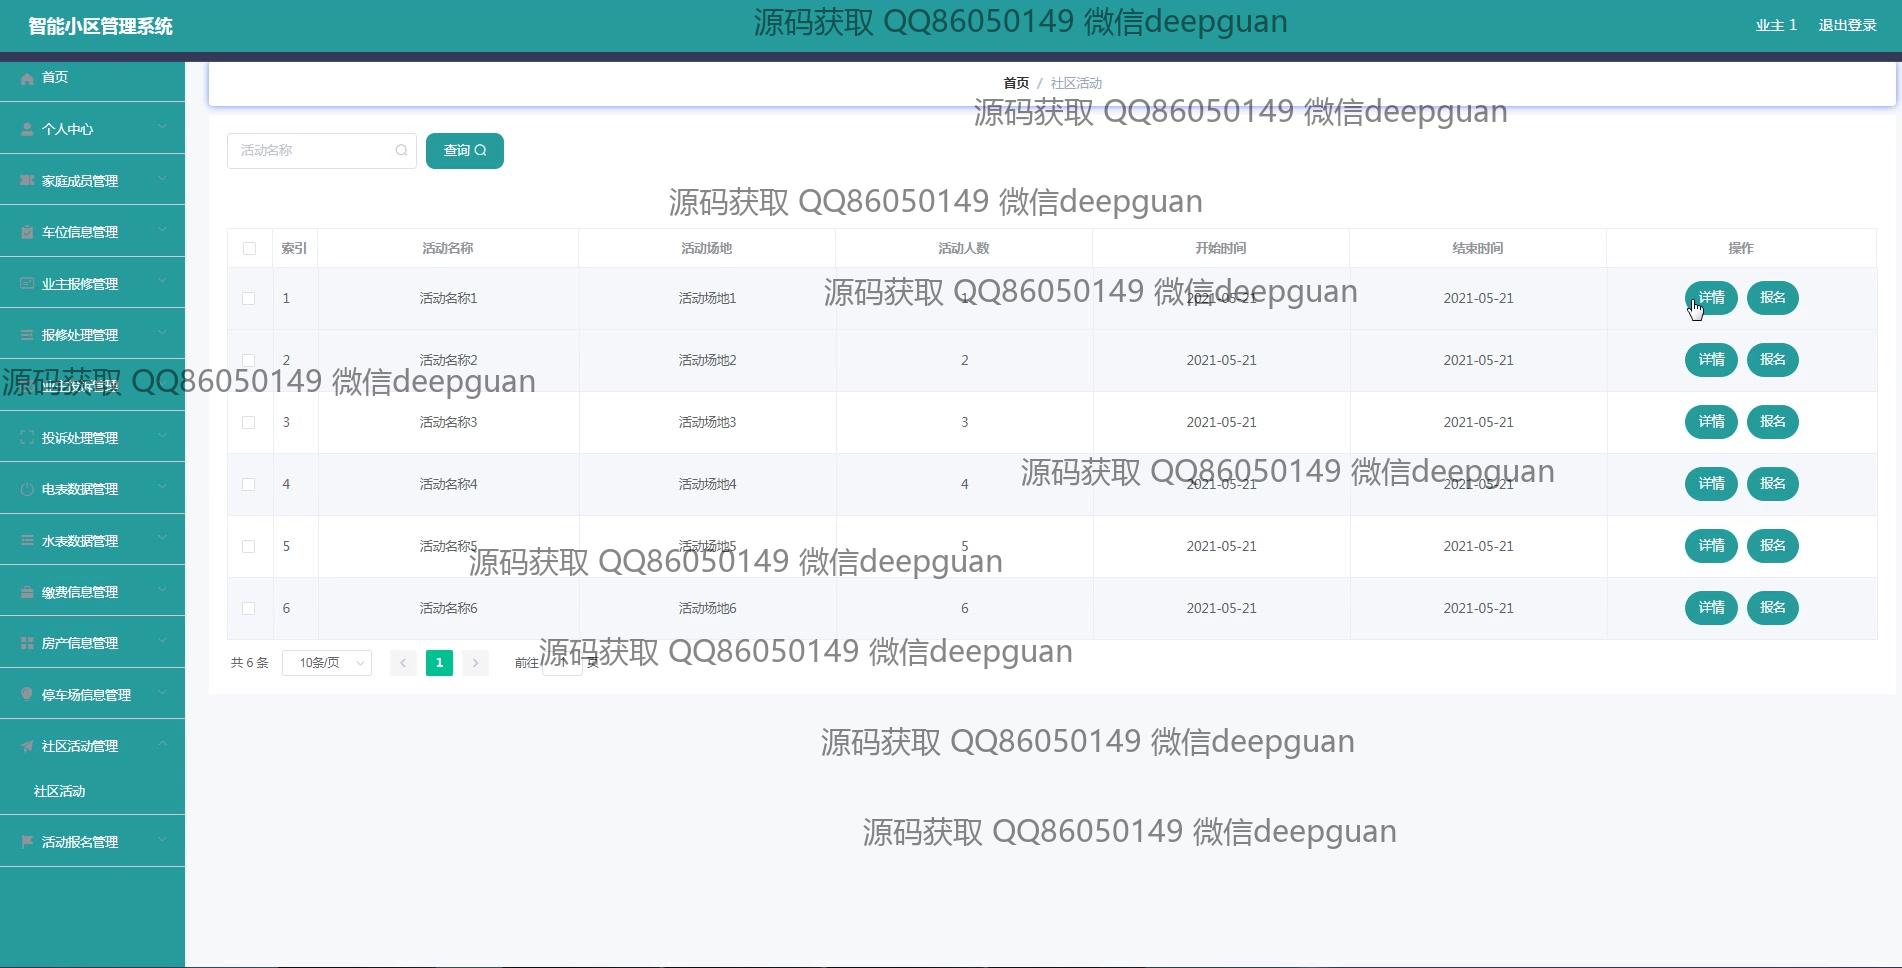 智能小区管理系统
源码获取 QQ86050149 微信deepguan
业主 1 退出登录
首页
个人中心
家庭成员管理
车位信息管理
业主报修管理
报修处理管理
业主投诉管理
投诉处理管理
电表数据管理
水表数据管理
缴费信息管理
房产信息管理
停车场信息管理
社区活动管理
社区活动
活动报名管理
首页 / 社区活动
源码获取 QQ86050149 微信deepguan
活动名称 查询
源码获取 QQ86050149 微信deepguan
索引 活动名称 活动场地 活动人数 开始时间 结束时间 操作
1 活动名称1 活动场地1 1 2021-05-21 2021-05-21 详情 报名
源码获取 QQ86050149 微信deepguan
2 活动名称2 活动场地2 2 2021-05-21 2021-05-21 详情 报名
源码获取 QQ86050149 微信deepguan
3 活动名称3 活动场地3 3 2021-05-21 2021-05-21 详情 报名
4 活动名称4 活动场地4 4 2021-05-21 2021-05-21 详情 报名
源码获取 QQ86050149 微信deepguan
5 活动名称5 活动场地5 5 2021-05-21 2021-05-21 详情 报名
源码获取 QQ86050149 微信deepguan
6 活动名称6 活动场地6 6 2021-05-21 2021-05-21 详情 报名
共 6 条 10条/页 1 前往 页
源码获取 QQ86050149 微信deepguan
源码获取 QQ86050149 微信deepguan
源码获取 QQ86050149 微信deepguan